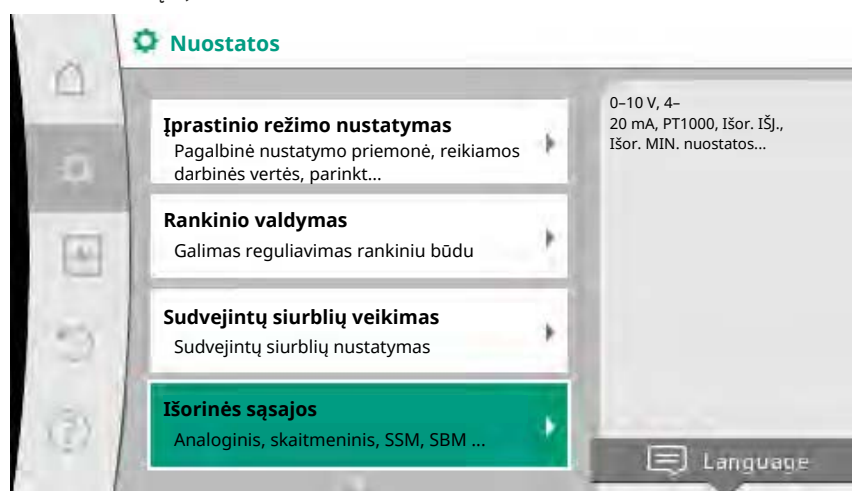 Nuostatos
Įprastinio režimo nustatymas
Pagalbinė nustatymo priemonė, reikiamos
darbinės vertės, parinkt...
Rankinio valdymas
Galimas reguliavimas rankiniu būdu
Sudvejintų siurblių veikimas
Sudvejintų siurblių nustatymas
Išorinės sąsajos
Analoginis, skaitmeninis, SSM, SBM ...
0–10 V, 4–
20 mA, PT1000, Išor. IŠJ.,
Išor. MIN. nuostatos...
Language